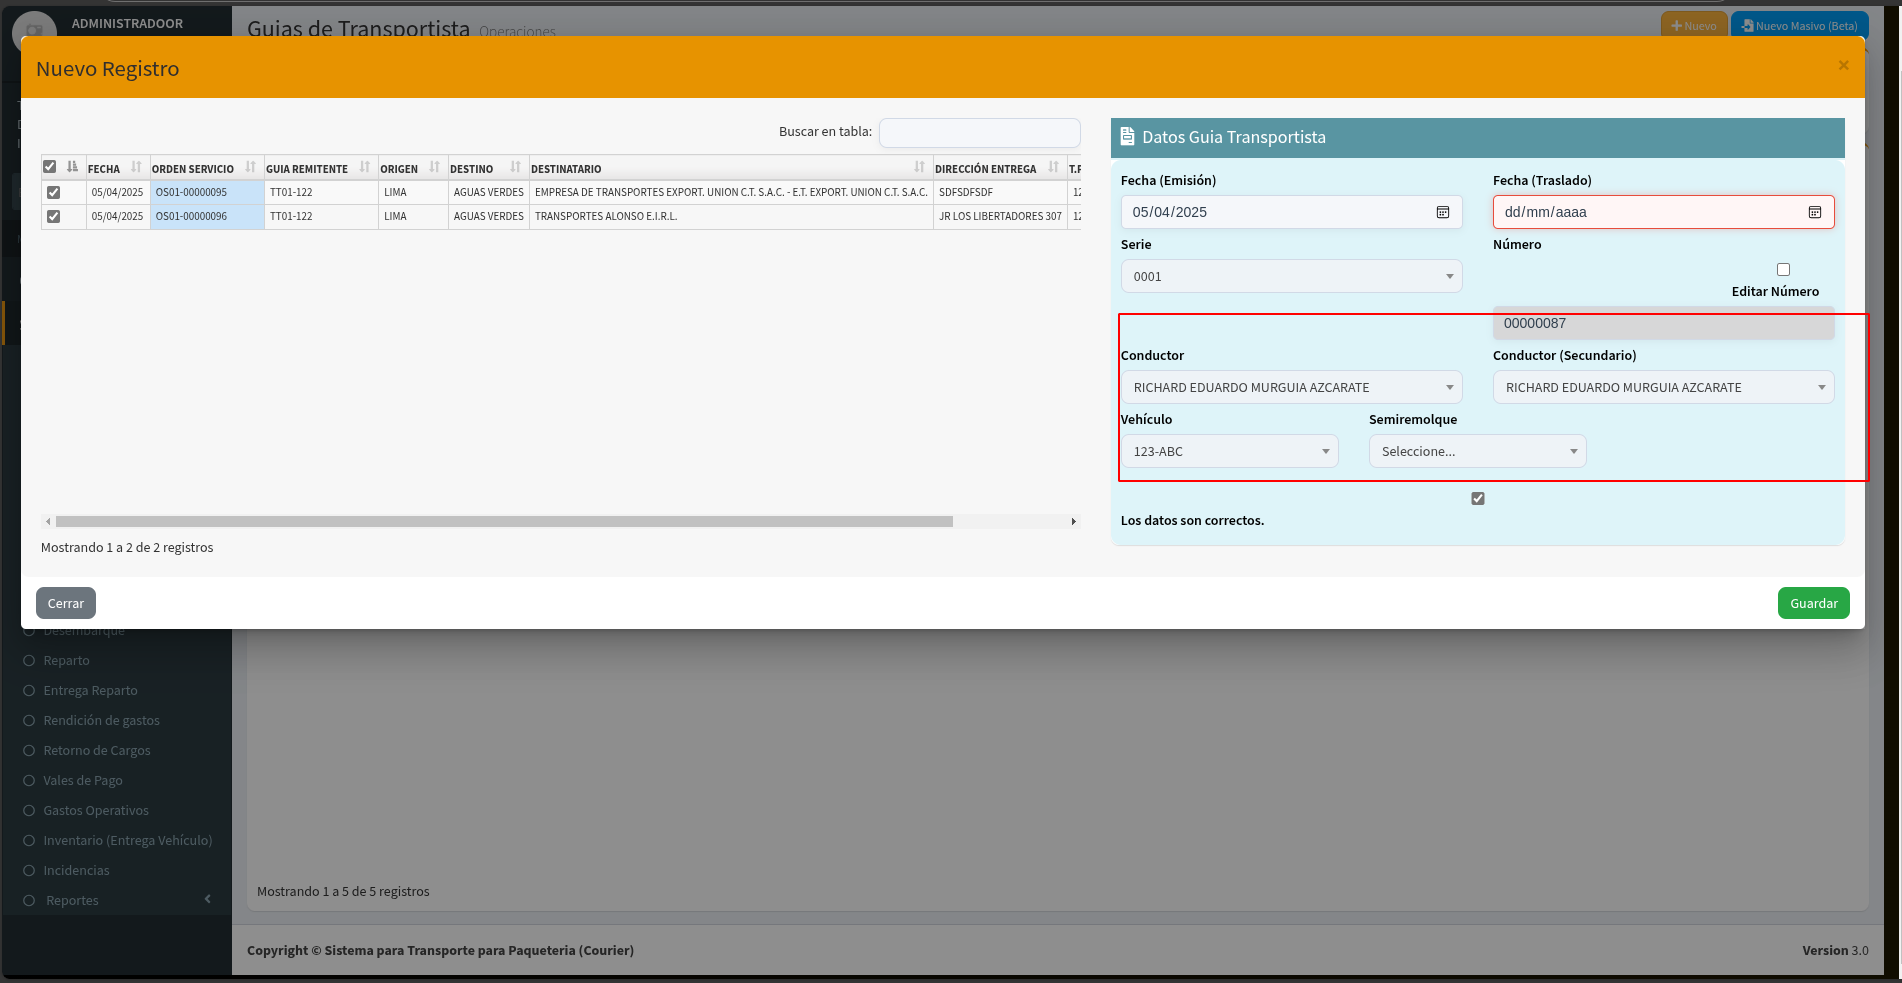 ADMINISTRADOOR
Guias de Transportista Operaciones
Nuevo
Nuevo Masivo (Beta)
Nuevo Registro
×
Buscar en tabla:
FECHA ORDEN SERVICIO GUIA REMITENTE ORIGEN DESTINO DESTINATARIO DIRECCIÓN ENTREGA
05/04/2025 OS01-00000095 TT01-122 LIMA AGUAS VERDES EMPRESA DE TRANSPORTES EXPORT. UNION C.T. S.A.C. - E.T. EXPORT. UNION C.T. S.A.C. SDFSDFSDF 12
05/04/2025 OS01-00000096 TT01-122 LIMA AGUAS VERDES TRANSPORTES ALONSO E.I.R.L. JR LOS LIBERTADORES 307 12
Mostrando 1 a 2 de 2 registros
Datos Guia Transportista
Fecha (Emisión) Fecha (Traslado)
05/04/2025 dd/mm/aaaa
Serie Número
0001
Editar Número
00000087
Conductor Conductor (Secundario)
RICHARD EDUARDO MURGUIA AZCARATE RICHARD EDUARDO MURGUIA AZCARATE
Vehículo Semiremolque
123-ABC Seleccione...
Los datos son correctos.
Cerrar Guardar
Desembarque
Reparto
Entrega Reparto
Rendición de gastos
Retorno de Cargos
Vales de Pago
Gastos Operativos
Inventario (Entrega Vehículo)
Incidencias
Reportes
Mostrando 1 a 5 de 5 registros
Copyright © Sistema para Transporte para Paqueteria (Courier) Version 3.0